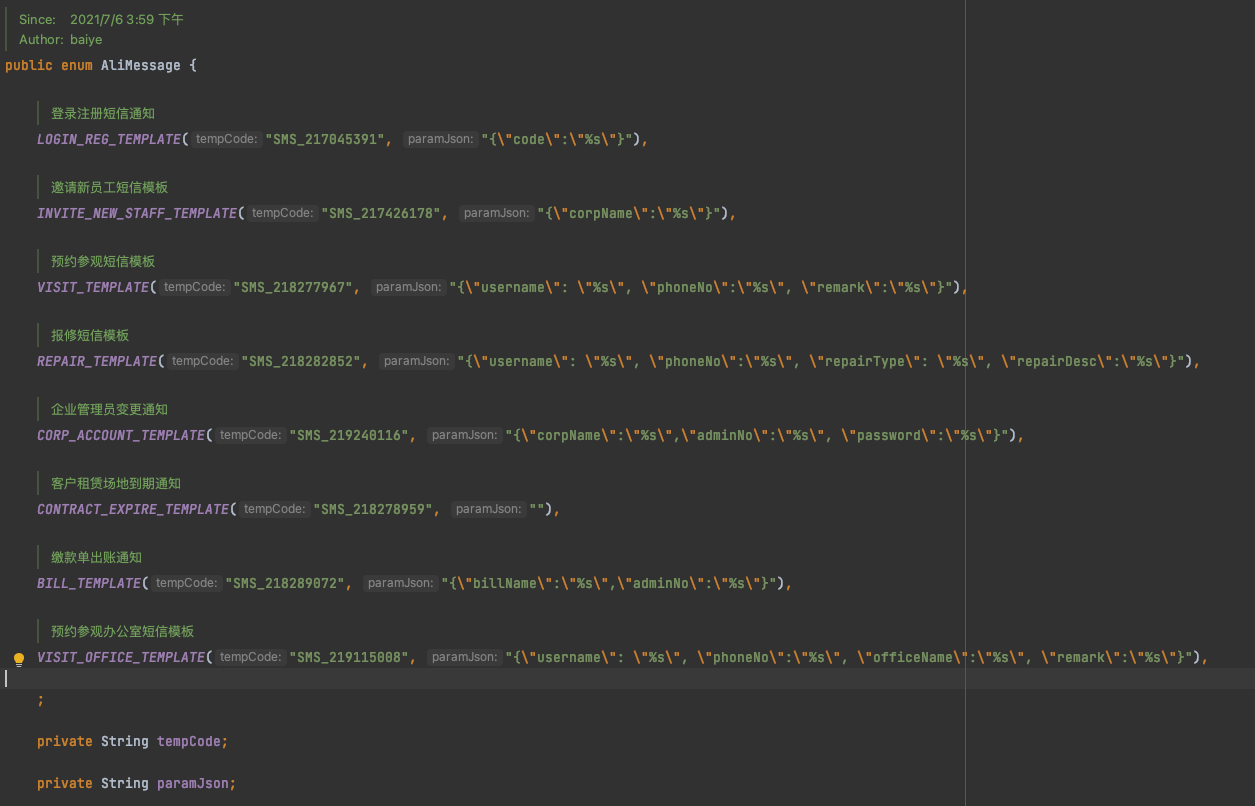 Since: 2021/7/6 3:59 下午
Author: baiye
public enum AliMessage {
登录注册短信通知
LOGIN_REG_TEMPLATE( tempCode: "SMS_217045391", paramJson: "{\"code\":\"%s\"}"),
邀请新员工短信模板
INVITE_NEW_STAFF_TEMPLATE( tempCode: "SMS_217426178", paramJson: "{\"corpName\":\"%s\"}"),
预约参观短信模板
VISIT_TEMPLATE( tempCode: "SMS_218277967", paramJson: "{\"username\": \"%s\", \"phoneNo\":\"%s\", \"remark\":\"%s\"}"),
报修短信模板
REPAIR_TEMPLATE( tempCode: "SMS_218282852", paramJson: "{\"username\": \"%s\", \"phoneNo\":\"%s\", \"repairType\": \"%s\", \"repairDesc\":\"%s\"}"),
企业管理员变更通知
CORP_ACCOUNT_TEMPLATE( tempCode: "SMS_219240116", paramJson: "{\"corpName\":\"%s\",\"adminNo\":\"%s\", \"password\":\"%s\"}"),
客户租赁场地到期通知
CONTRACT_EXPIRE_TEMPLATE( tempCode: "SMS_218278959", paramJson: ""),
缴款单出账通知
BILL_TEMPLATE( tempCode: "SMS_218289072", paramJson: "{\"billName\":\"%s\",\"adminNo\":\"%s\"}"),
预约参观办公室短信模板
VISIT_OFFICE_TEMPLATE( tempCode: "SMS_219115008", paramJson: "{\"username\": \"%s\", \"phoneNo\":\"%s\", \"officeName\":\"%s\", \"remark\":\"%s\"}"),
;
private String tempCode;
private String paramJson;